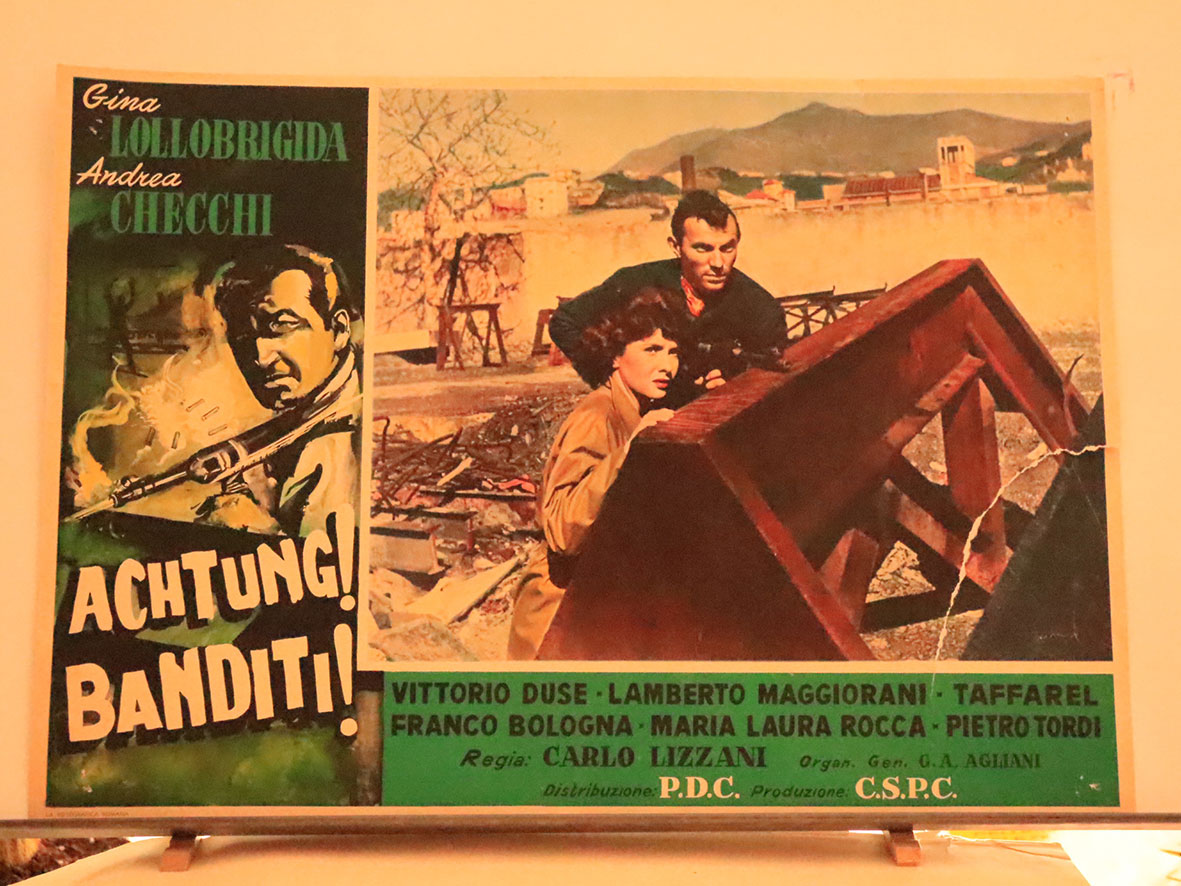 Gina
LOLLOBRIGIDA
Andrea
CHECCHI
ACHTUNG!
BANDITI!
VITTORIO DUSE · LAMBERTO MAGGIORANI · TAFFAREL
FRANCO BOLOGNA · MARIA LAURA ROCCA · PIETRO TORDI
Regia: CARLO LIZZANI Organ. Gen. G. A. AGLIANI
Distribuzione: P.D.C. Produzione: C.S.P.C.